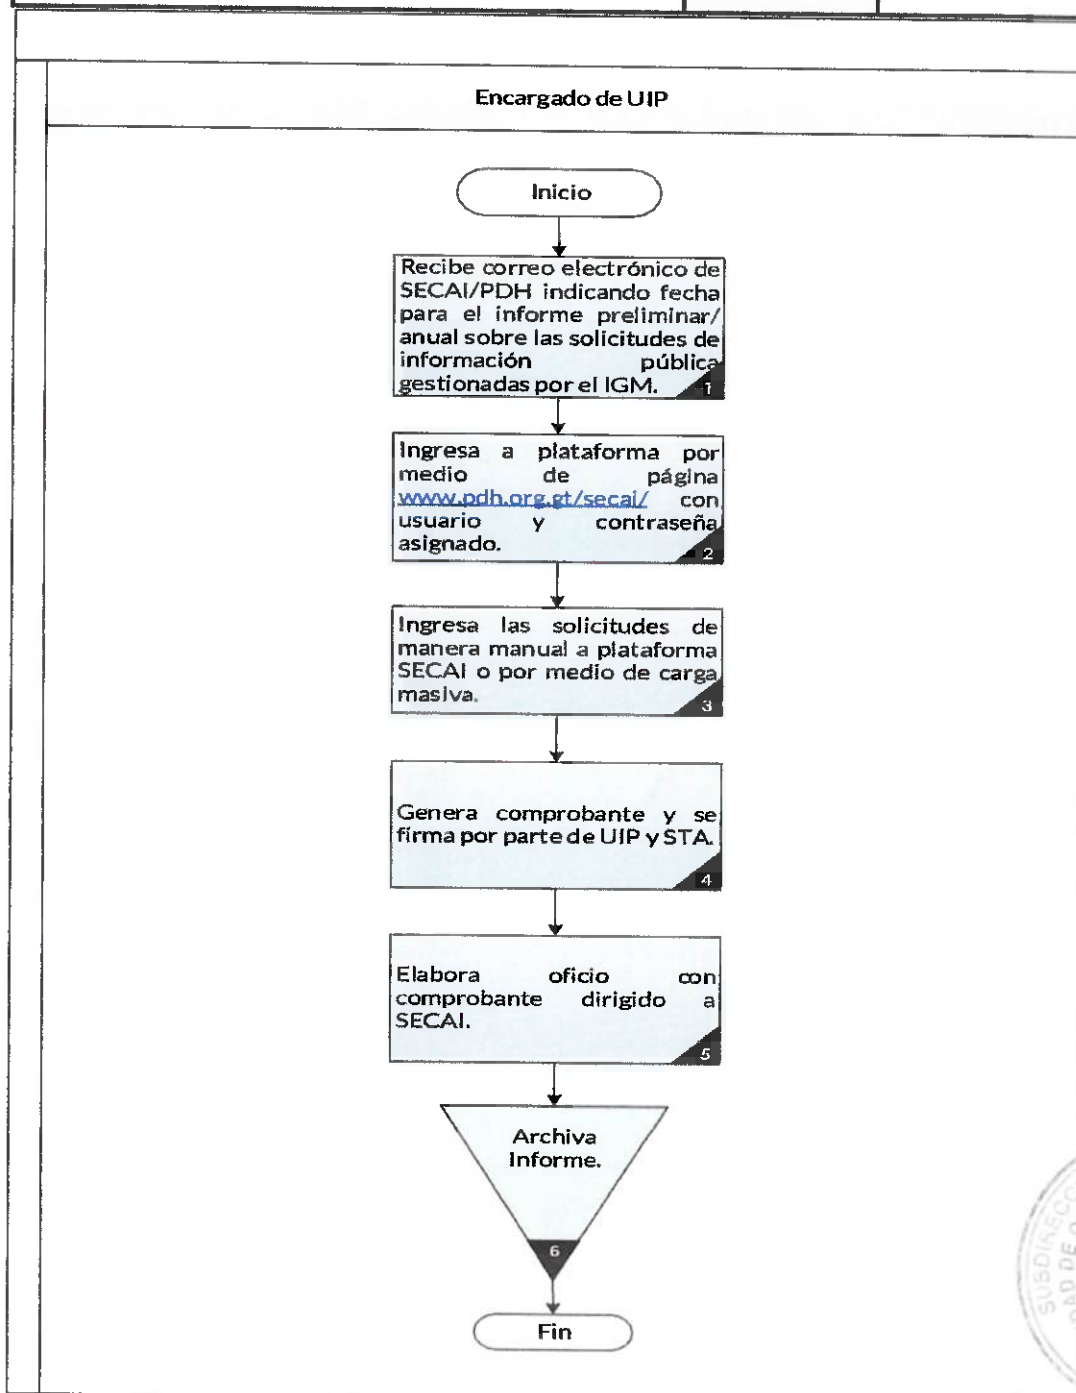 Encargado de UIP
Inicio
Recibe correo electrónico de
SECAI/PDH indicando fecha
para el informe preliminar/
anual sobre las solicitudes de
información pública
gestionadas por el IGM.
1
Ingresa a plataforma por
medio de página
www.pdh.org.gt/secai/ con
usuario y contraseña
asignado.
2
Ingresa las solicitudes de
manera manual a plataforma
SECAI o por medio de carga
masiva.
3
Genera comprobante y se
firma por parte de UIP y STA.
4
Elabora oficio con
comprobante dirigido a
SECAI.
5
Archiva
Informe.
6
Fin